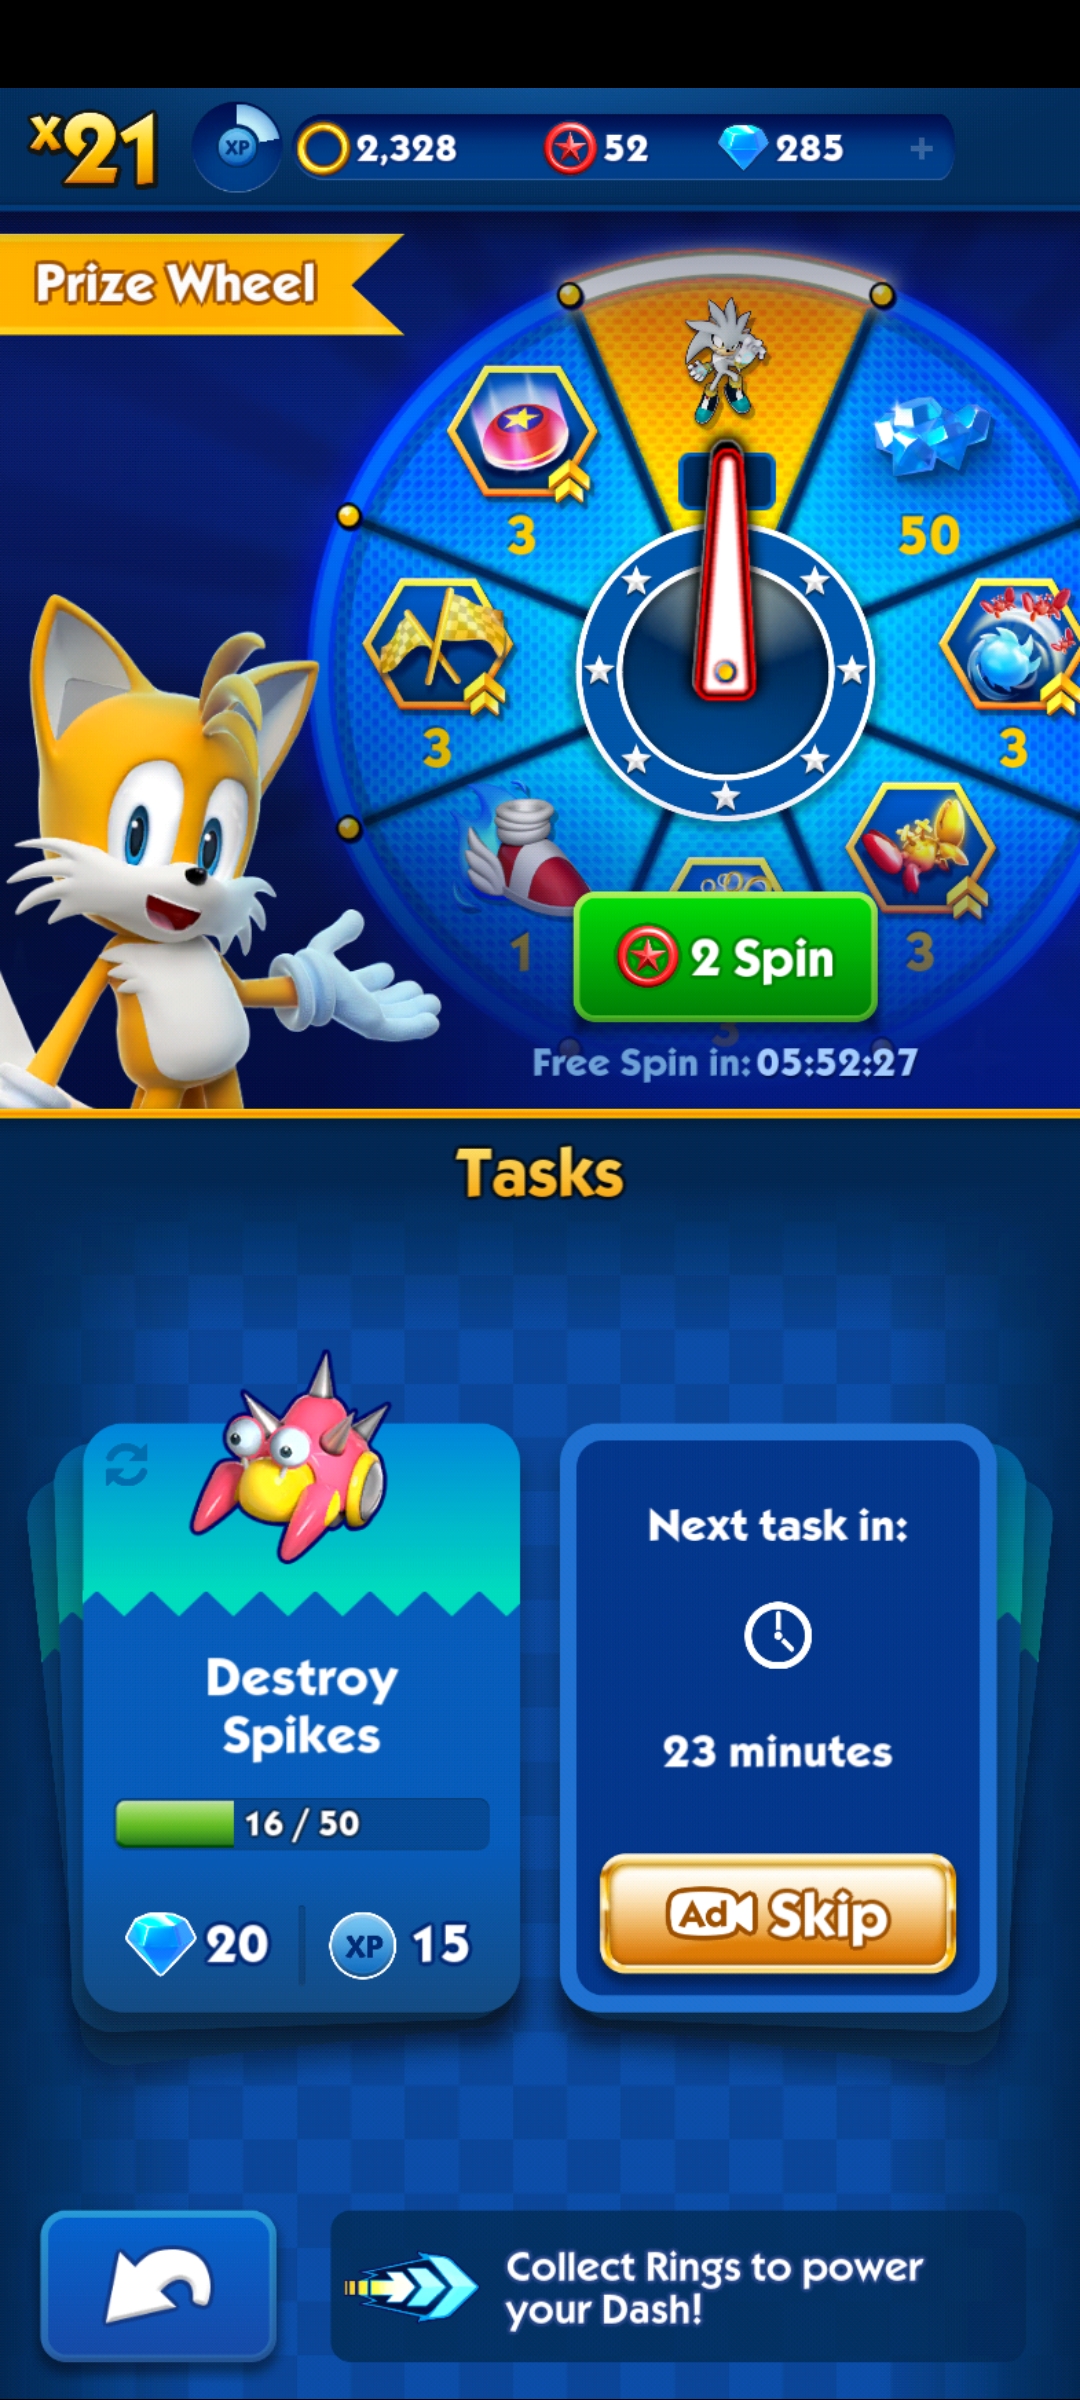 x21
XP
2,328
52
285
+
Prize Wheel
3
50
3
3
1
2 Spin
3
3
Free Spin in: 05:52:27
Tasks
Destroy
Spikes
16 / 50
20
XP 15
Next task in:
23 minutes
Ad Skip
Collect Rings to power
your Dash!